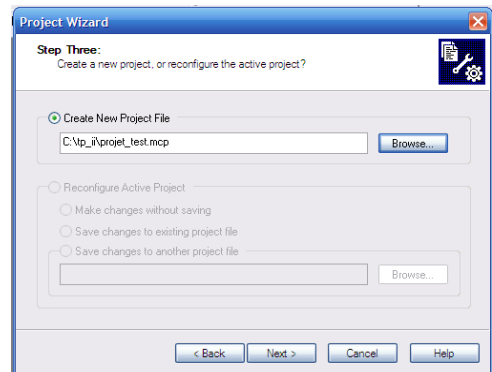 Project Wizard
Step Three:
Create a new project, or reconfigure the active project?
Create New Project File
C:\tp_ii\projet_test.mcp
Browse...
Reconfigure Active Project
Make changes without saving
Save changes to existing project file
Save changes to another project file
Browse...
< Back Next > Cancel Help